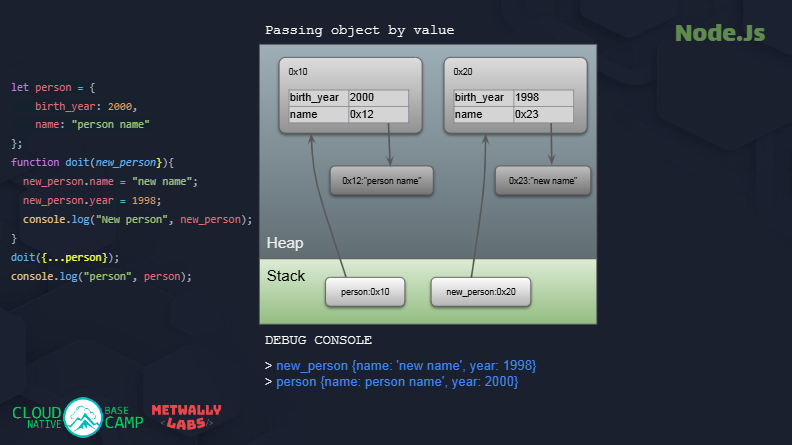 Passing object by value
Node.Js
let person = {
    birth_year: 2000,
    name: "person name"
};
function doit(new_person}){
  new_person.name = "new name";
  new_person.year = 1998;
  console.log("New person", new_person);
}
doit({...person});
console.log("person", person);
0x10
birth_year 2000
name 0x12
0x20
birth_year 1998
name 0x23
0x12:"person name"
0x23:"new name"
Heap
Stack
person:0x10
new_person:0x20
DEBUG CONSOLE
> new_person {name: 'new name', year: 1998}
> person {name: person name', year: 2000}
CLOUD NATIVE
BASE CAMP
METWALLY
<LABS/>